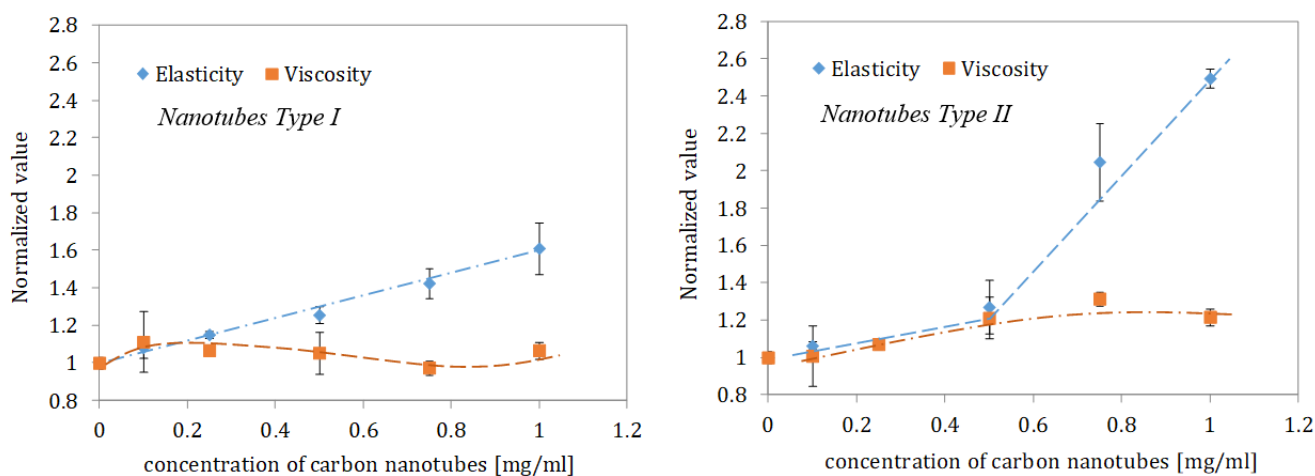 2.8
2.6
2.4
2.2
2
1.8
1.6
1.4
1.2
1
0.8
Normalized value
Elasticity Viscosity
Nanotubes Type I
0 0.2 0.4 0.6 0.8 1 1.2
concentration of carbon nanotubes [mg/ml]
2.8
2.6
2.4
2.2
2
1.8
1.6
1.4
1.2
1
0.8
Normalized value
Elasticity Viscosity
Nanotubes Type II
0 0.2 0.4 0.6 0.8 1 1.2
concentration of carbon nanotubes [mg/ml]